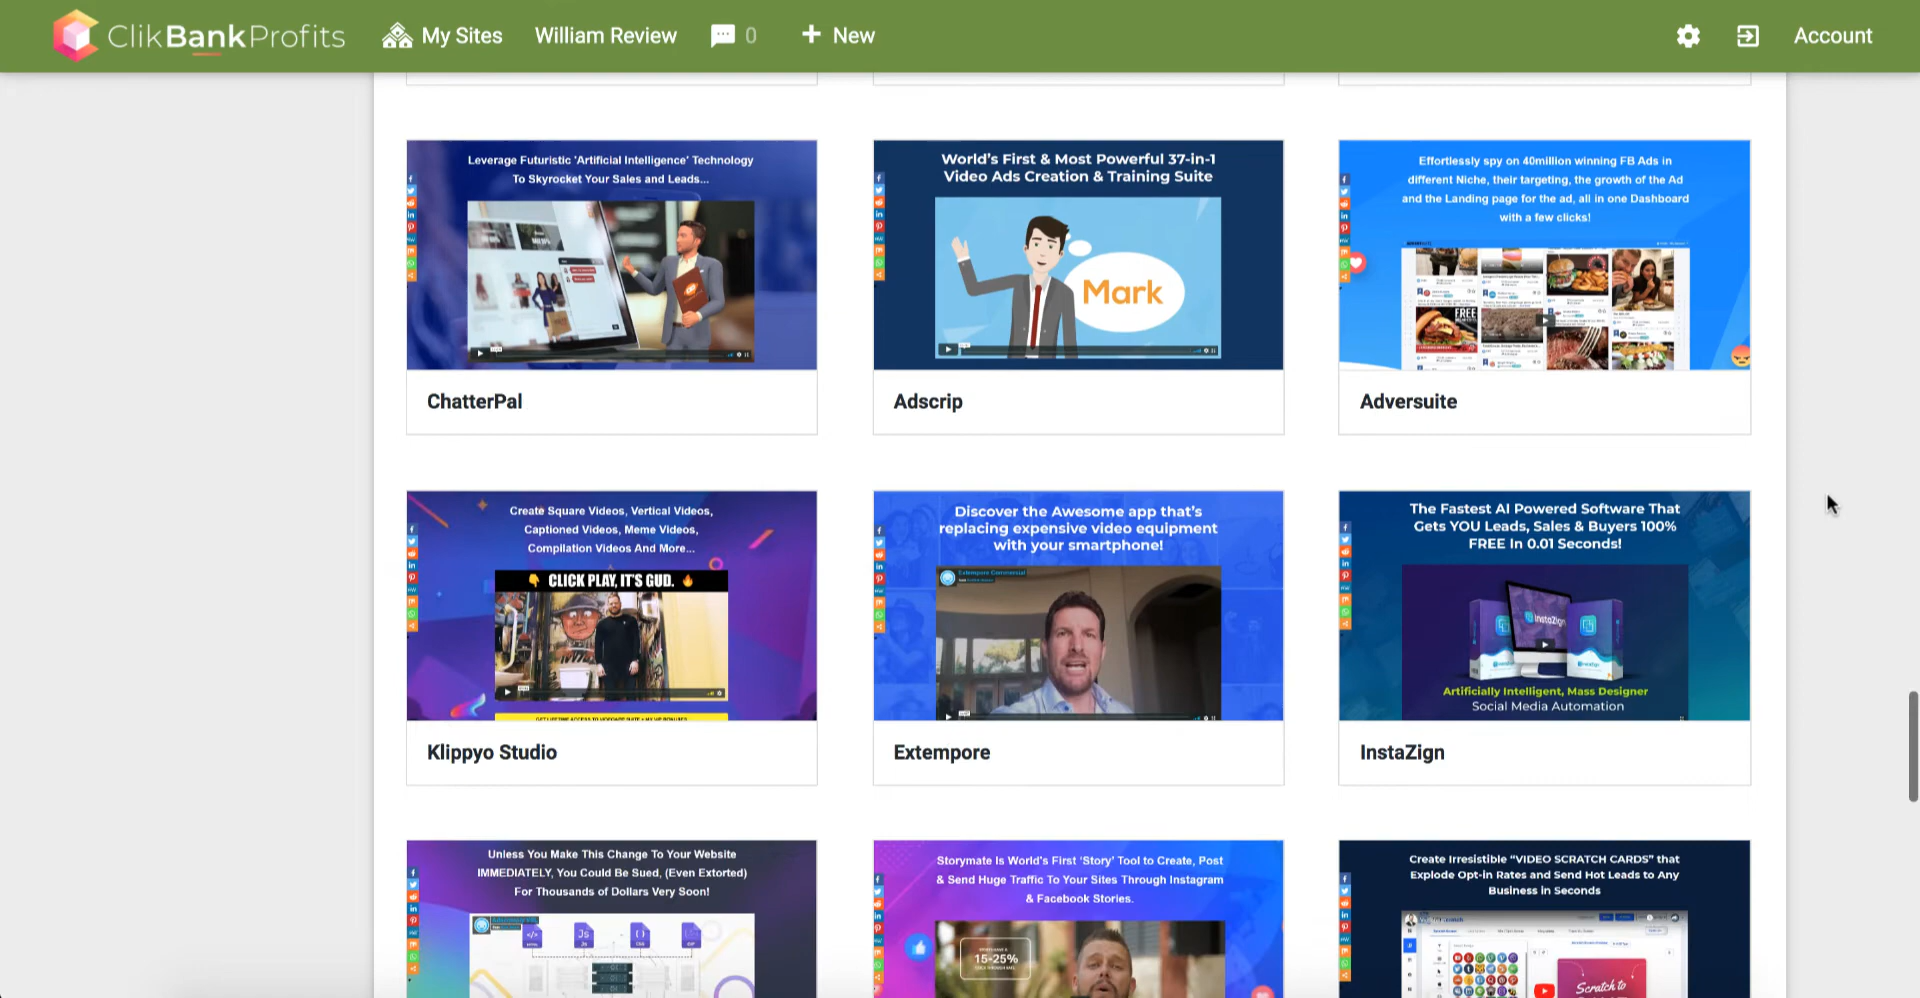 ClikBankProfits
My Sites
William Review
0
New
Account
Leverage Futuristic 'Artificial Intelligence' Technology
To Skyrocket Your Sales and Leads...
World's First & Most Powerful 37-in-1
Video Ads Creation & Training Suite
Mark
Effortlessly spy on 40million winning FB Ads in
different Niche, their targeting, the growth of the Ad
and the Landing page for the ad, all in one Dashboard
with a few clicks!
FREE
ChatterPal
Adscrip
Adversuite
Create Square Videos, Vertical Videos,
Captioned Videos, Meme Videos,
Compilation Videos And More...
CLICK PLAY, IT'S GUD.
Discover the Awesome app that's
replacing expensive video equipment
with your smartphone!
Extempore Commercial
The Fastest AI Powered Software That
Gets YOU Leads, Sales & Buyers 100%
FREE In 0.01 Seconds!
InstaZign
Artificially Intelligent, Mass Designer
Social Media Automation
Klippyo Studio
Extempore
InstaZign
Unless You Make This Change To Your Website
IMMEDIATELY, You Could Be Sued, (Even Extorted)
For Thousands of Dollars Very Soon!
JS
Storymate Is World's First 'Story' Tool to Create, Post
& Send Huge Traffic To Your Sites Through Instagram
& Facebook Stories.
15-25%
Create Irresistible "VIDEO SCRATCH CARDS" that
Explode Opt-in Rates and Send Hot Leads to Any
Business in Seconds
Scratch to